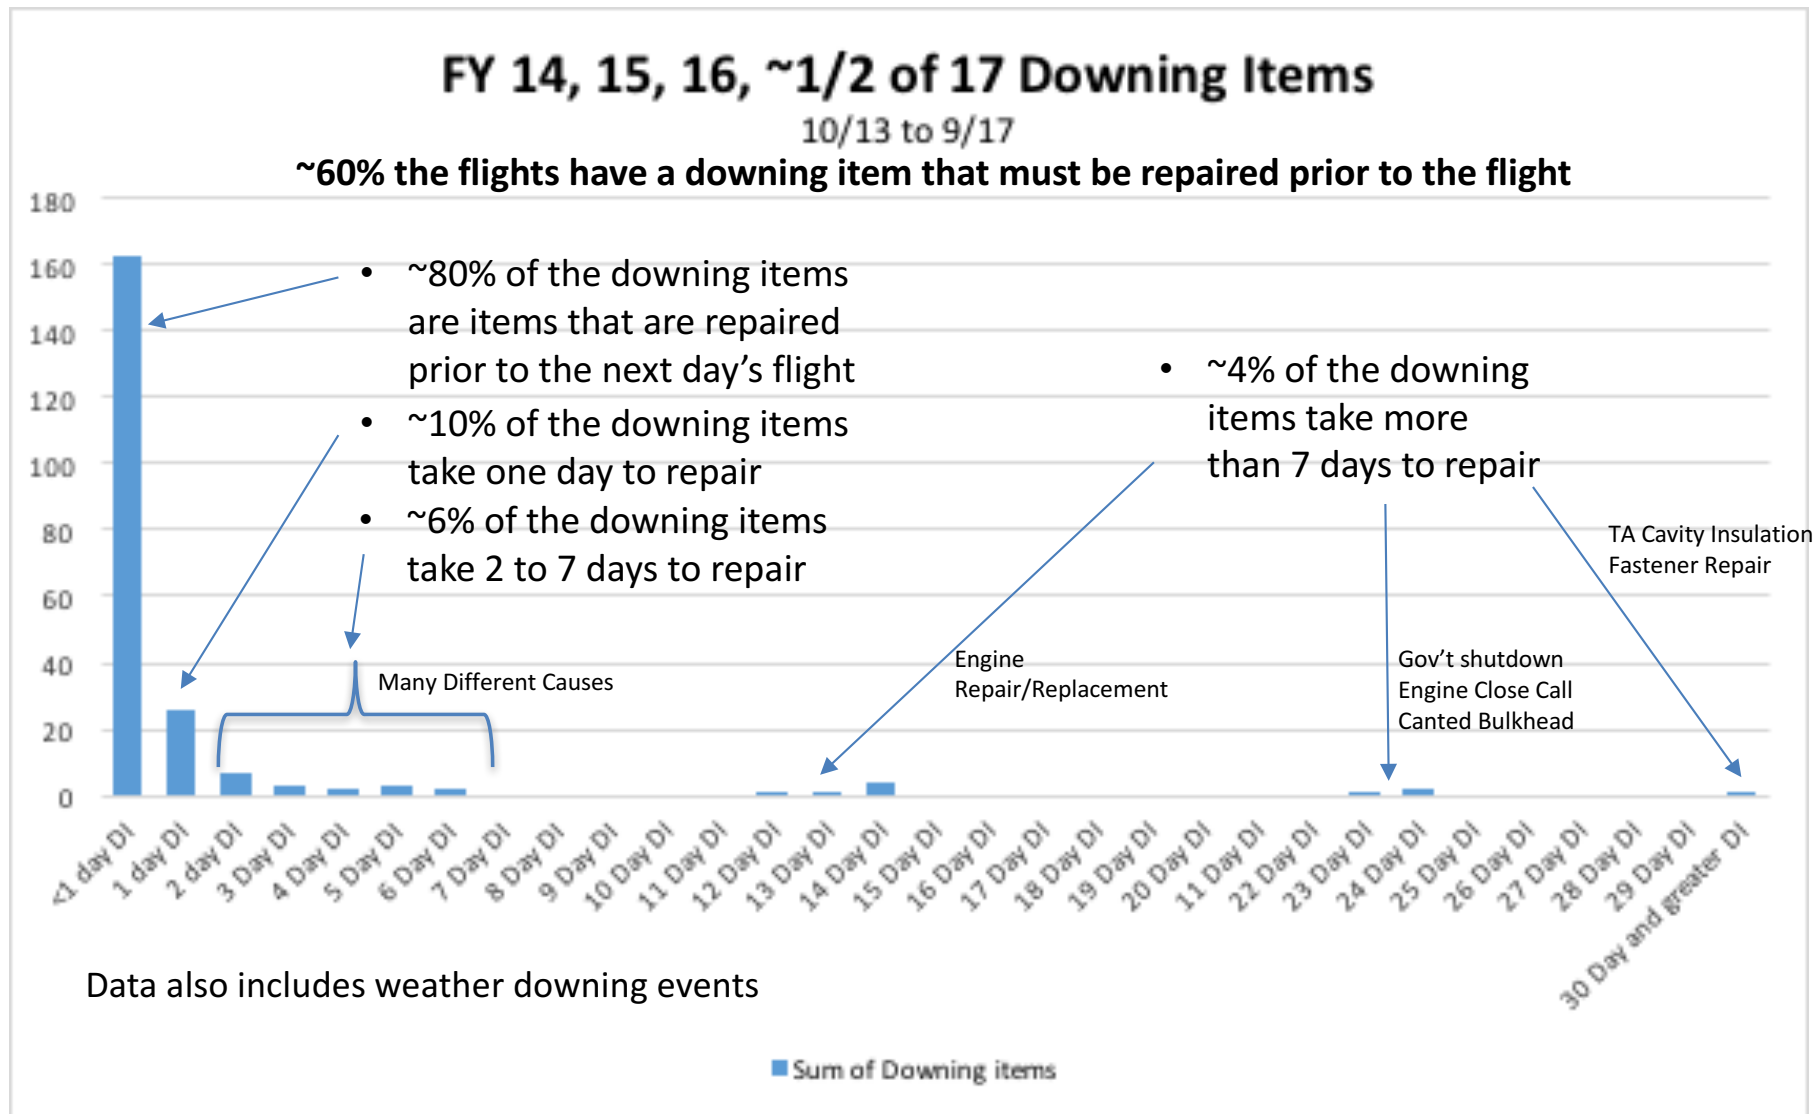 FY 14, 15, 16, ~1/2 of 17 Downing Items
10/13 to 9/17
~60% the flights have a downing item that must be repaired prior to the flight
180
160
140
120
100
80
60
40
20
0
• ~80% of the downing items
are items that are repaired
prior to the next day's flight
• ~10% of the downing items
take one day to repair
• ~6% of the downing items
take 2 to 7 days to repair
• ~4% of the downing
items take more
than 7 days to repair
Many Different Causes
Engine
Repair/Replacement
Gov't shutdown
Engine Close Call
Canted Bulkhead
TA Cavity Insulation
Fastener Repair
<1 day DI
1 day DI
2 day DI
3 Day DI
4 Day DI
5 Day DI
6 Day DI
7 Day DI
8 Day DI
9 Day DI
10 Day DI
11 Day DI
12 Day DI
13 Day DI
14 Day DI
15 Day DI
16 Day DI
17 Day DI
18 Day DI
19 Day DI
20 Day DI
11 Day DI
22 Day DI
23 Day DI
24 Day DI
25 Day DI
26 Day DI
27 Day DI
28 Day DI
29 Day DI
30 Day and greater DI
Data also includes weather downing events
Sum of Downing items